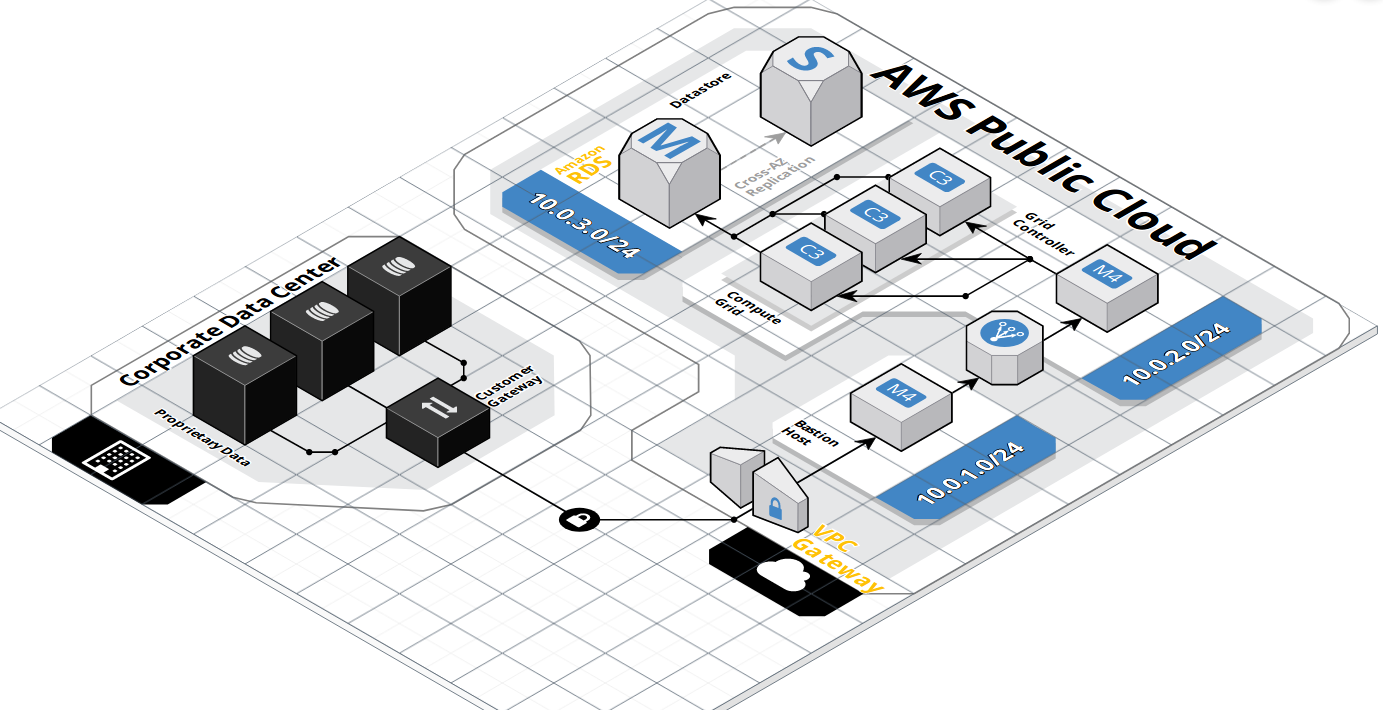 AWS Public Cloud
S
Datastore
M
Amazon
RDS
Cross-AZ
Replication
10.0.3.0/24
C3
C3
C3
Grid
Controller
M4
Compute
Grid
10.0.2.0/24
M4
Bastion
Host
10.0.1.0/24
VPC
Gateway
Corporate Data Center
Customer
Gateway
Proprietary Data